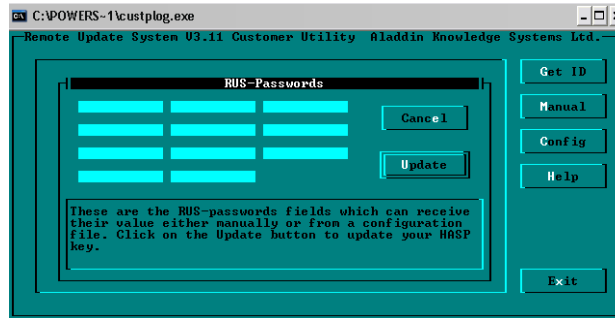 C:\POWERS~1\custplog.exe
Remote Update System V3.11 Customer Utility Aladdin Knowledge Systems Ltd.
RUS-Passwords
Cancel
Update
These are the RUS-passwords fields which can receive
their value either manually or from a configuration
file. Click on the Update button to update your HASP
key.
Get ID
Manual
Config
Help
Exit